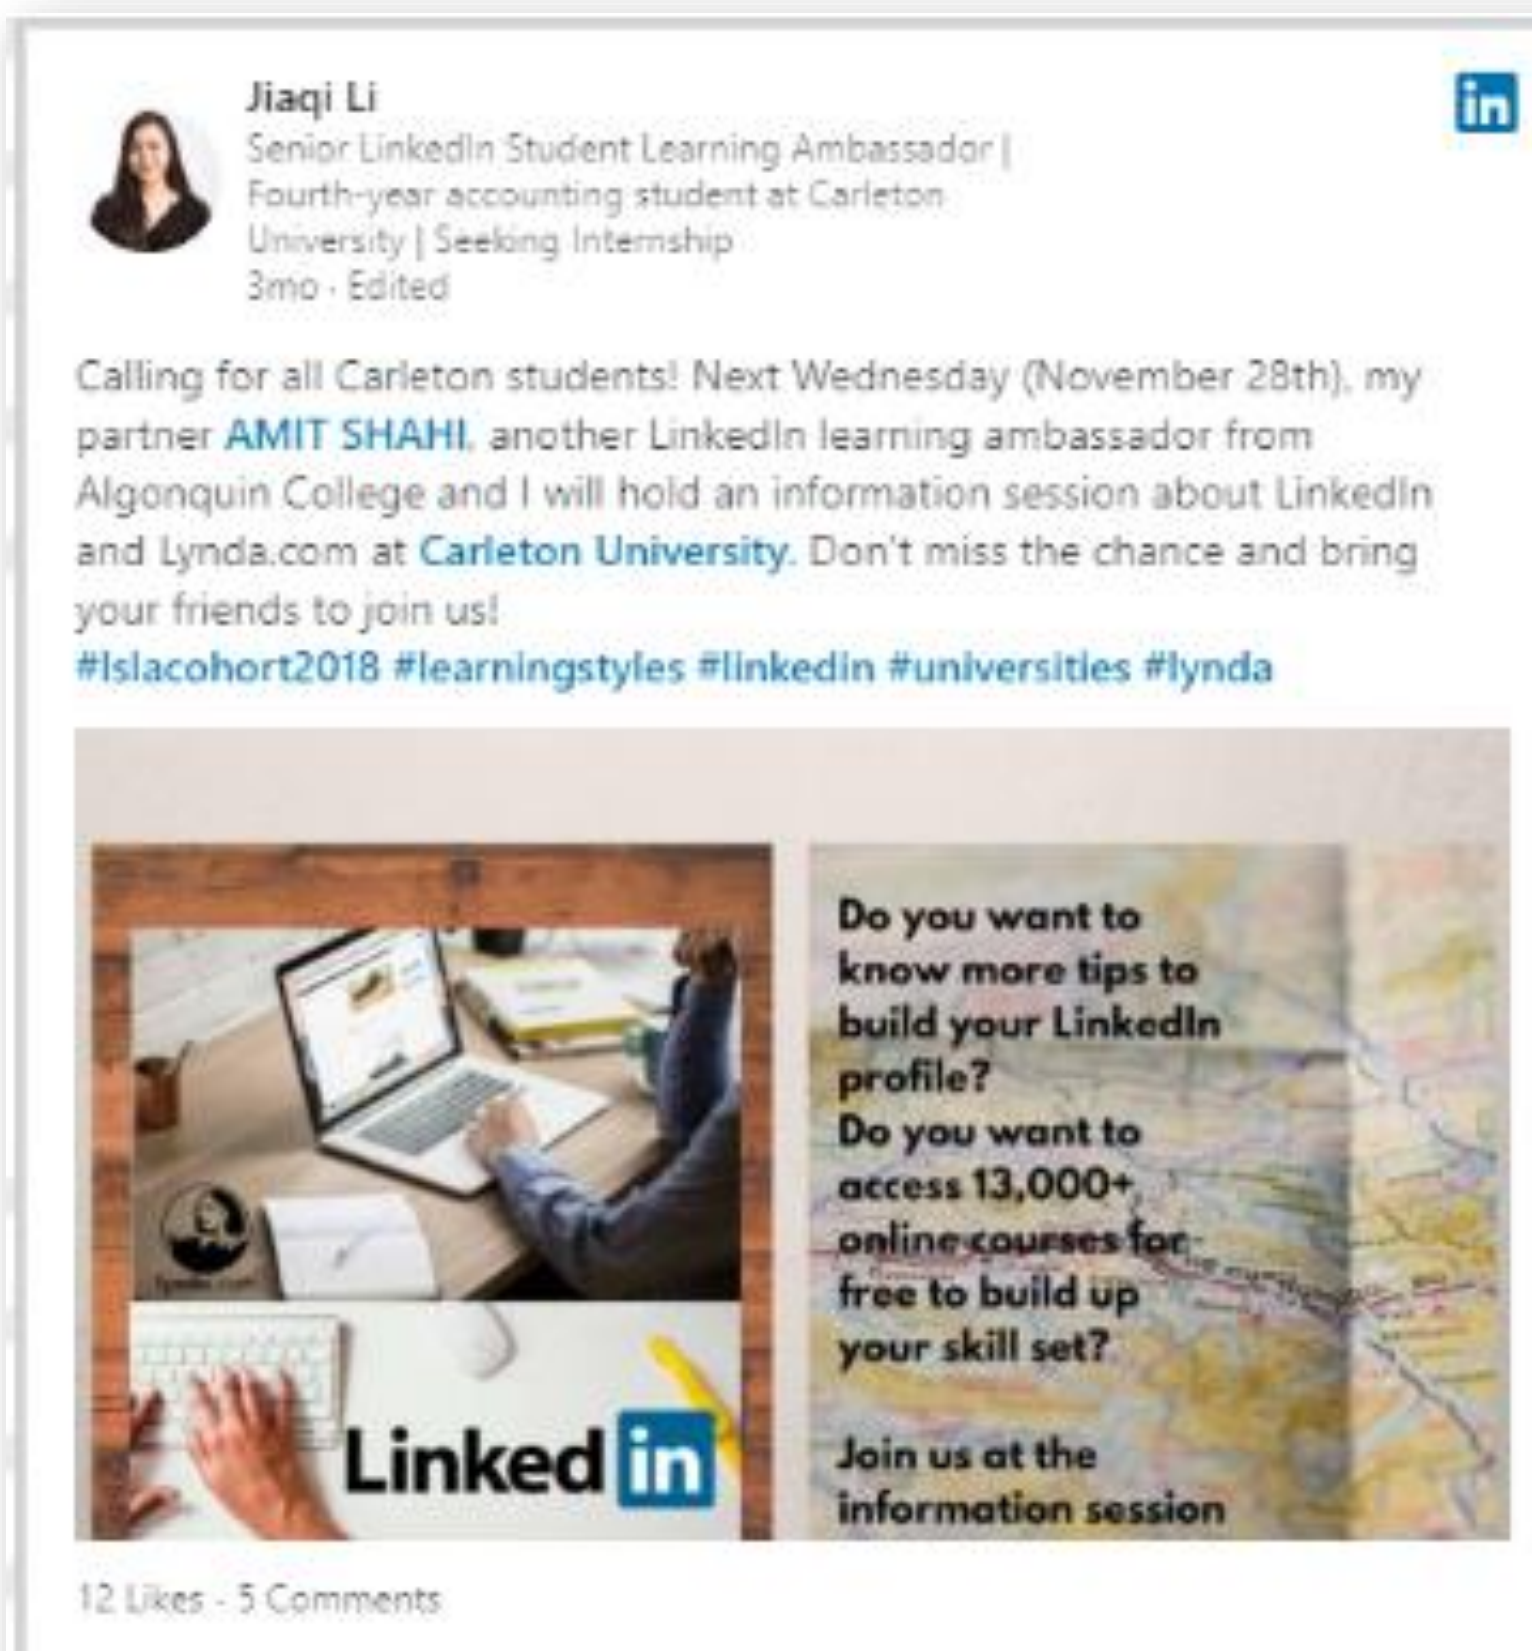 Jiaqi Li
in
Senior LinkedIn Student Learning Ambassador |
Fourth-year accounting student at Carleton
University | Seeking Internship
3mo · Edited
Calling for all Carleton students! Next Wednesday (November 28th), my
partner AMIT SHAHI, another LinkedIn learning ambassador from
Algonquin College and I will hold an information session about LinkedIn
and Lynda.com at Carleton University. Don't miss the chance and bring
your friends to join us!
#lslacohort2018 #learningstyles #linkedin #universities #lynda
lynda.com
Linked in
Do you want to
know more tips to
build your LinkedIn
profile?
Do you want to
access 13,000+
online courses for
free to build up
your skill set?
Join us at the
information session
12 Likes - 5 Comments